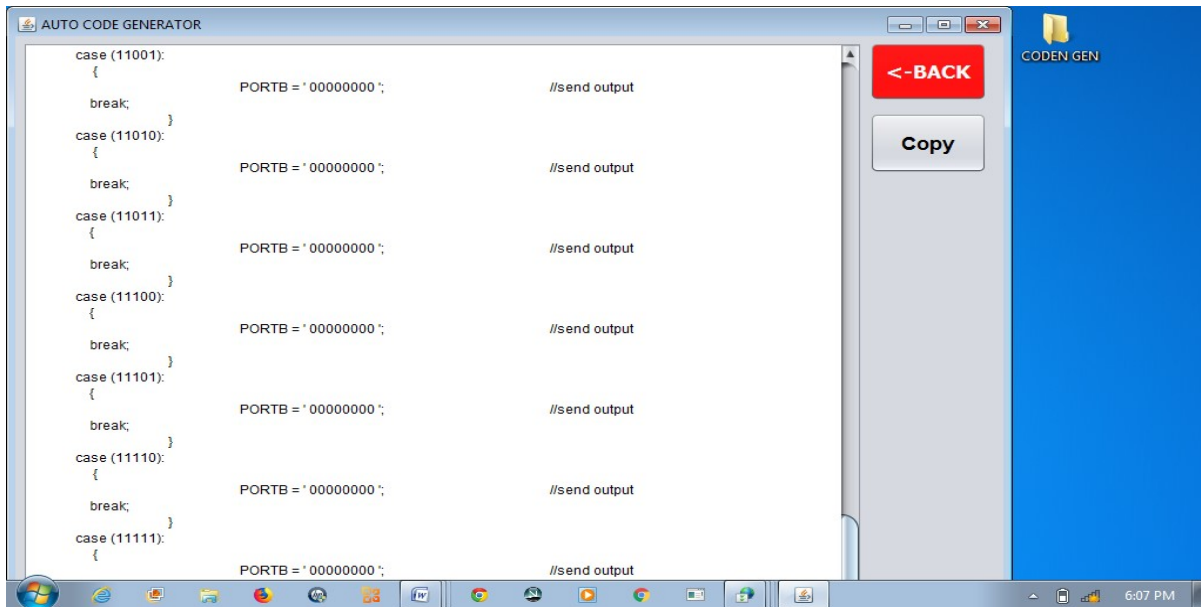 AUTO CODE GENERATOR
case (11001):
{
PORTB = ' 00000000 '; //send output
break;
}
case (11010):
{
PORTB = ' 00000000 '; //send output
break;
}
case (11011):
{
PORTB = ' 00000000 '; //send output
break;
}
case (11100):
{
PORTB = ' 00000000 '; //send output
break;
}
case (11101):
{
PORTB = ' 00000000 '; //send output
break;
}
case (11110):
{
PORTB = ' 00000000 '; //send output
break;
}
case (11111):
{
PORTB = ' 00000000 '; //send output
<-BACK
Copy
CODEN GEN
6:07 PM